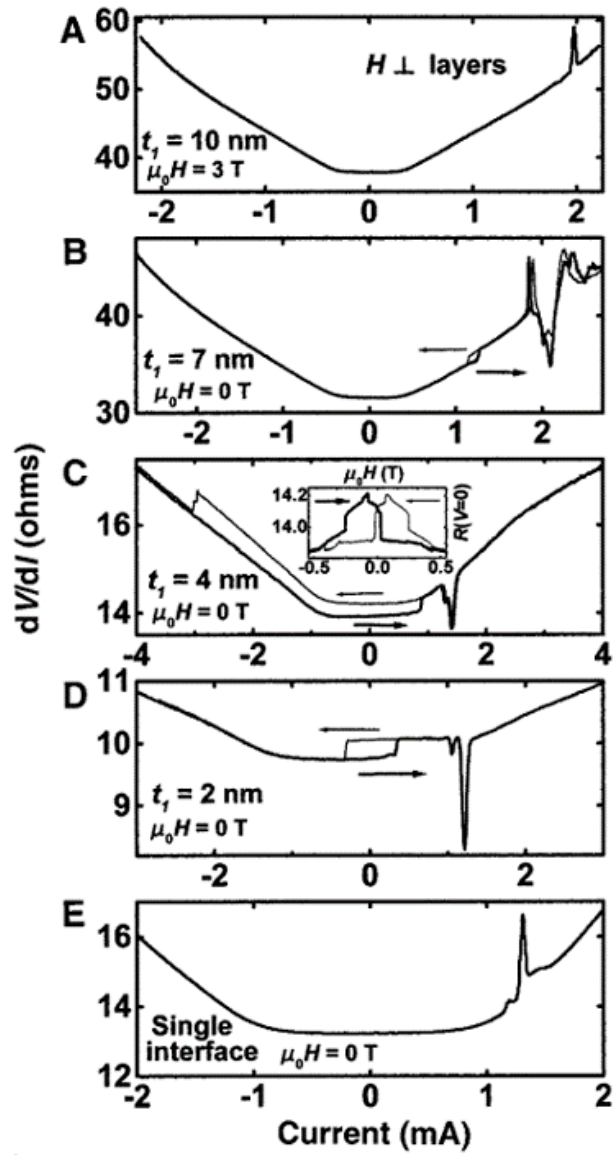 dV/dI (ohms)
A
60
50
40
H ⊥ layers
t₁ = 10 nm
μ₀H = 3 T
-2 -1 0 1 2
B
40
30
t₁ = 7 nm
μ₀H = 0 T
-2 -1 0 1 2
C
16
14
μ₀H (T)
14.2
14.0
R(V=0)
-0.5 0.0 0.5
t₁ = 4 nm
μ₀H = 0 T
-4 -2 0 2 4
D
11
10
9
t₁ = 2 nm
μ₀H = 0 T
-2 0 2
E
16
14
12
Single
interface μ₀H = 0 T
-2 -1 0 1 2
Current (mA)